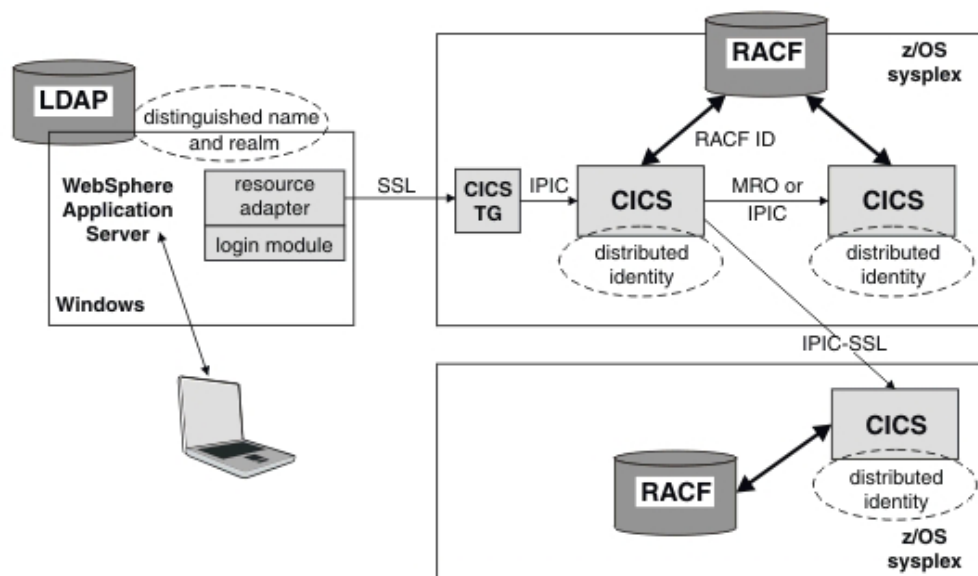 LDAP
distinguished name
and realm
WebSphere
Application
Server
resource
adapter
login module
Windows
SSL
RACF
z/OS
sysplex
RACF ID
CICS
TG
IPIC
CICS
distributed
identity
MRO or
IPIC
CICS
distributed
identity
IPIC-SSL
CICS
distributed
identity
RACF
z/OS
sysplex